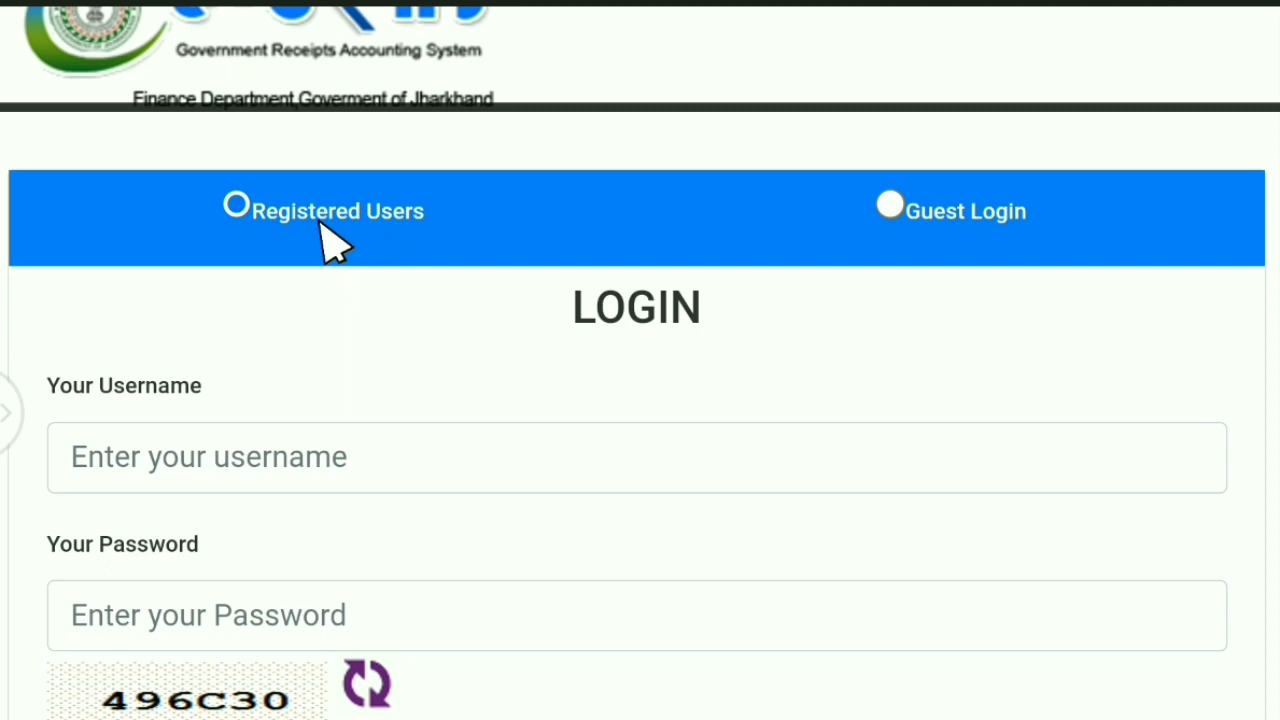 Government Receipts Accounting System
Finance Department,Goverment of Jharkhand
Registered Users
Guest Login
LOGIN
Your Username
Enter your username
Your Password
Enter your Password
496C30